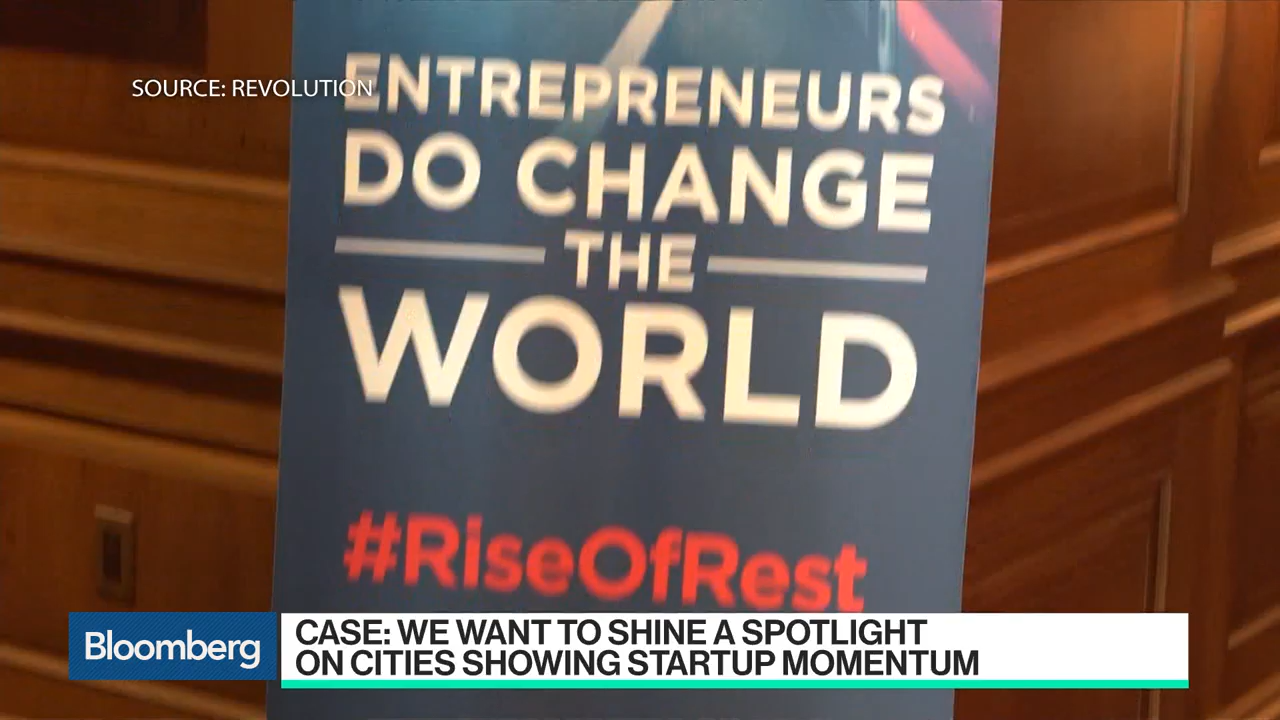 SOURCE: REVOLUTION
ENTREPRENEURS
DO CHANGE
THE
WORLD
#RiseOfRest
Bloomberg
CASE: WE WANT TO SHINE A SPOTLIGHT
ON CITIES SHOWING STARTUP MOMENTUM